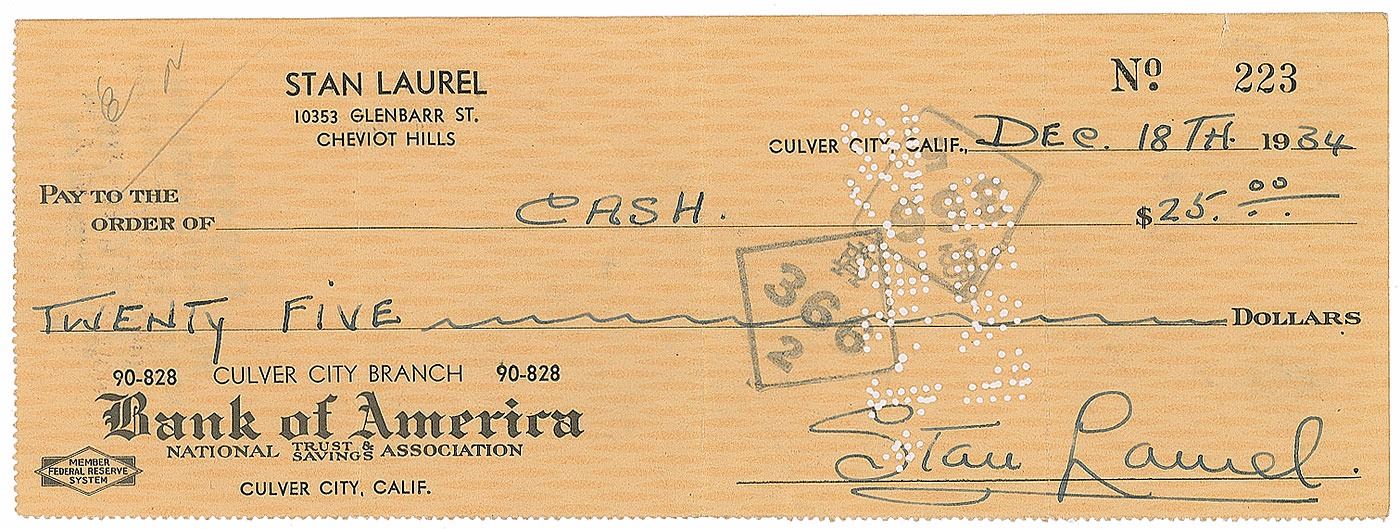 STAN LAUREL
10353 GLENBARR ST.
CHEVIOT HILLS
Nº 223
CULVER CITY, CALIF., DEC. 18TH 1934
PAY TO THE
ORDER OF CASH. $25.00
TWENTY FIVE DOLLARS
366
2
90-828 CULVER CITY BRANCH 90-828
Bank of America
NATIONAL TRUST & SAVINGS ASSOCIATION
MEMBER
FEDERAL RESERVE
SYSTEM
CULVER CITY, CALIF.
Stan Laurel.